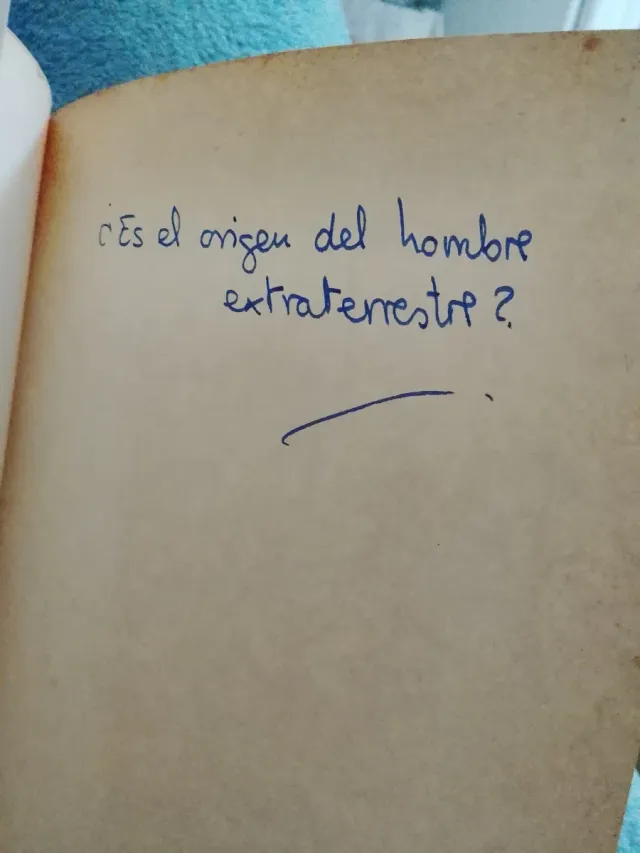 ¿Es el origen del hombre
extraterrestre?